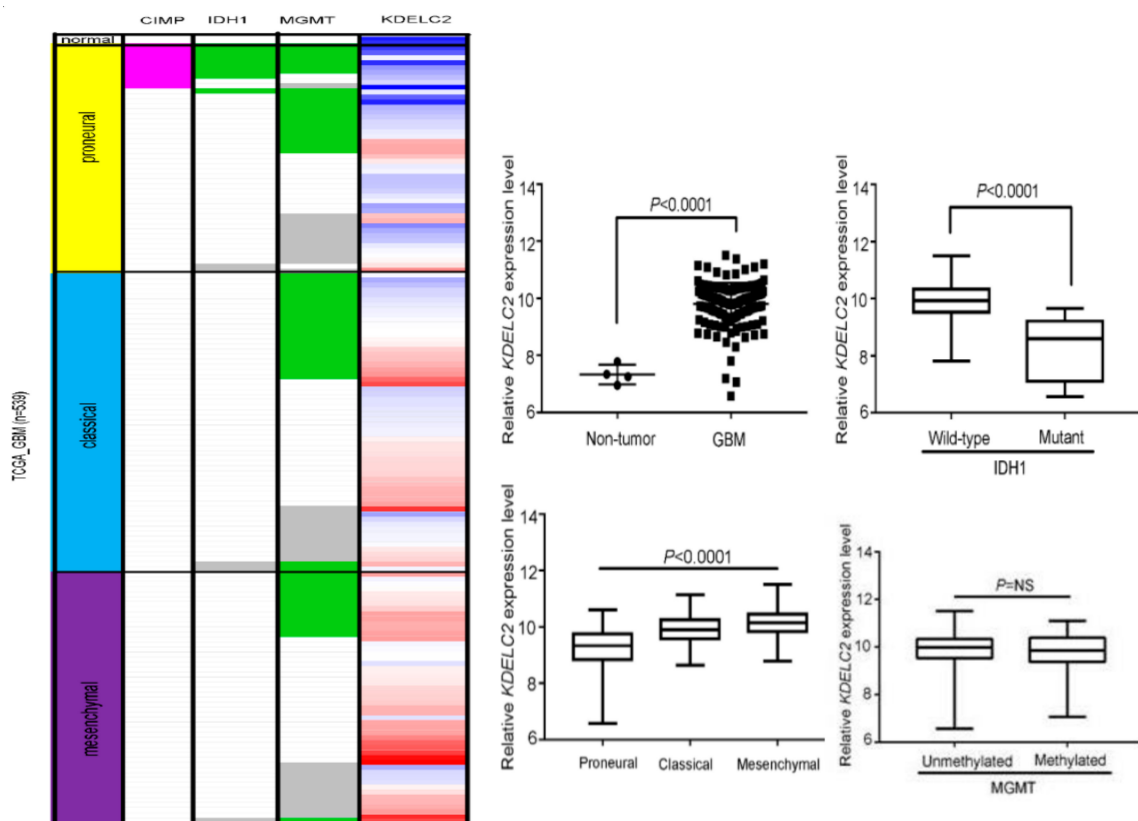 CIMP IDH1 MGMT KDELC2
normal
proneural
classical
mesenchymal
TCGA_GBM (n=539)
Relative KDELC2 expression level
14
12
10
8
6
P<0.0001
Non-tumor GBM
Relative KDELC2 expression level
14
12
10
8
6
P<0.0001
Wild-type Mutant
IDH1
Relative KDELC2 expression level
14
12
10
8
6
P<0.0001
Proneural Classical Mesenchymal
Relative KDELC2 expression level
14
12
10
8
6
P=NS
Unmethylated Methylated
MGMT